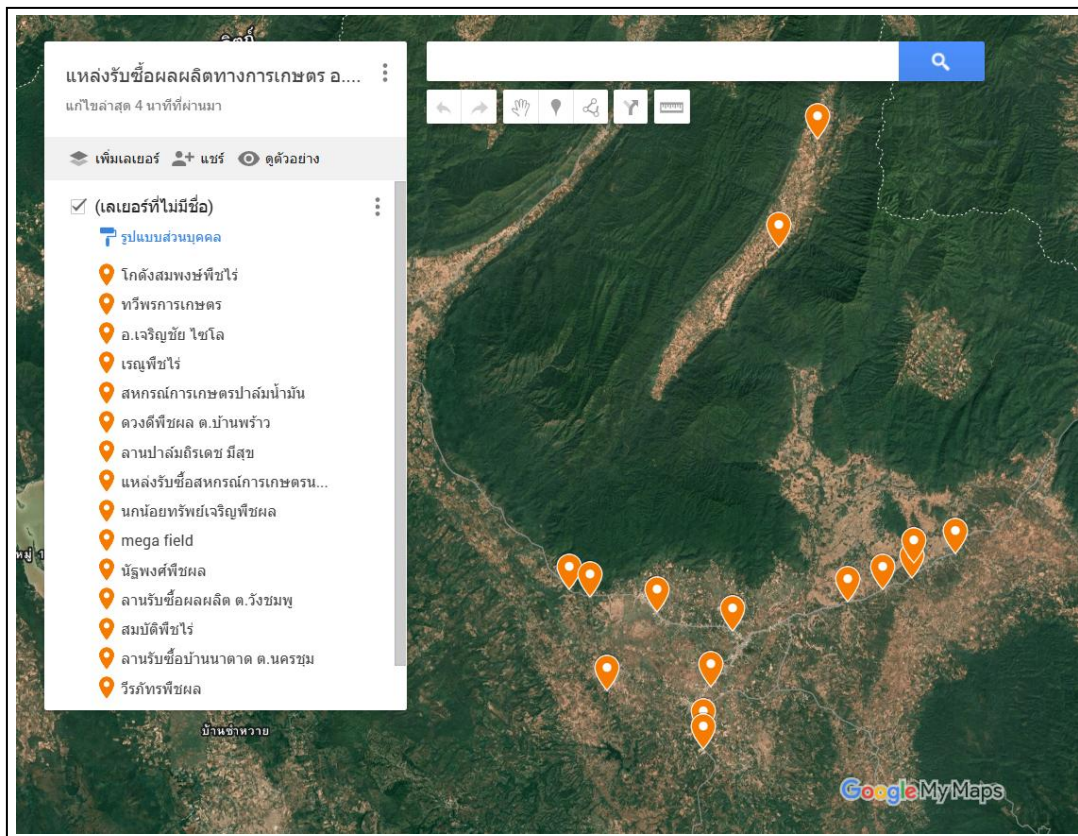 แหล่งรับซื้อผลผลิตทางการเกษตร อ....
แก้ไขล่าสุด 4 นาทีที่ผ่านมา
เพิ่มเลเยอร์ แชร์ ดูตัวอย่าง
(เลเยอร์ที่ไม่มีชื่อ)
รูปแบบส่วนบุคคล
โกดังสมพงษ์พืชไร่
ทวีพรการเกษตร
อ.เจริญชัย ไซโล
เรณูพืชไร่
สหกรณ์การเกษตรปาล์มน้ำมัน
ดวงดีพืชผล ต.บ้านพร้าว
ลานปาล์มถิรเดช มีสุข
แหล่งรับซื้อสหกรณ์การเกษตรน...
นกน้อยทรัพย์เจริญพืชผล
mega field
นัฐพงศ์พืชผล
ลานรับซื้อผลผลิต ต.วังชมพู
สมบัติพืชไร่
ลานรับซื้อบ้านนาตาด ต.นครชุม
วีรภัทรพืชผล
หมู่ 1
บ้านซำหวาย
Google My Maps